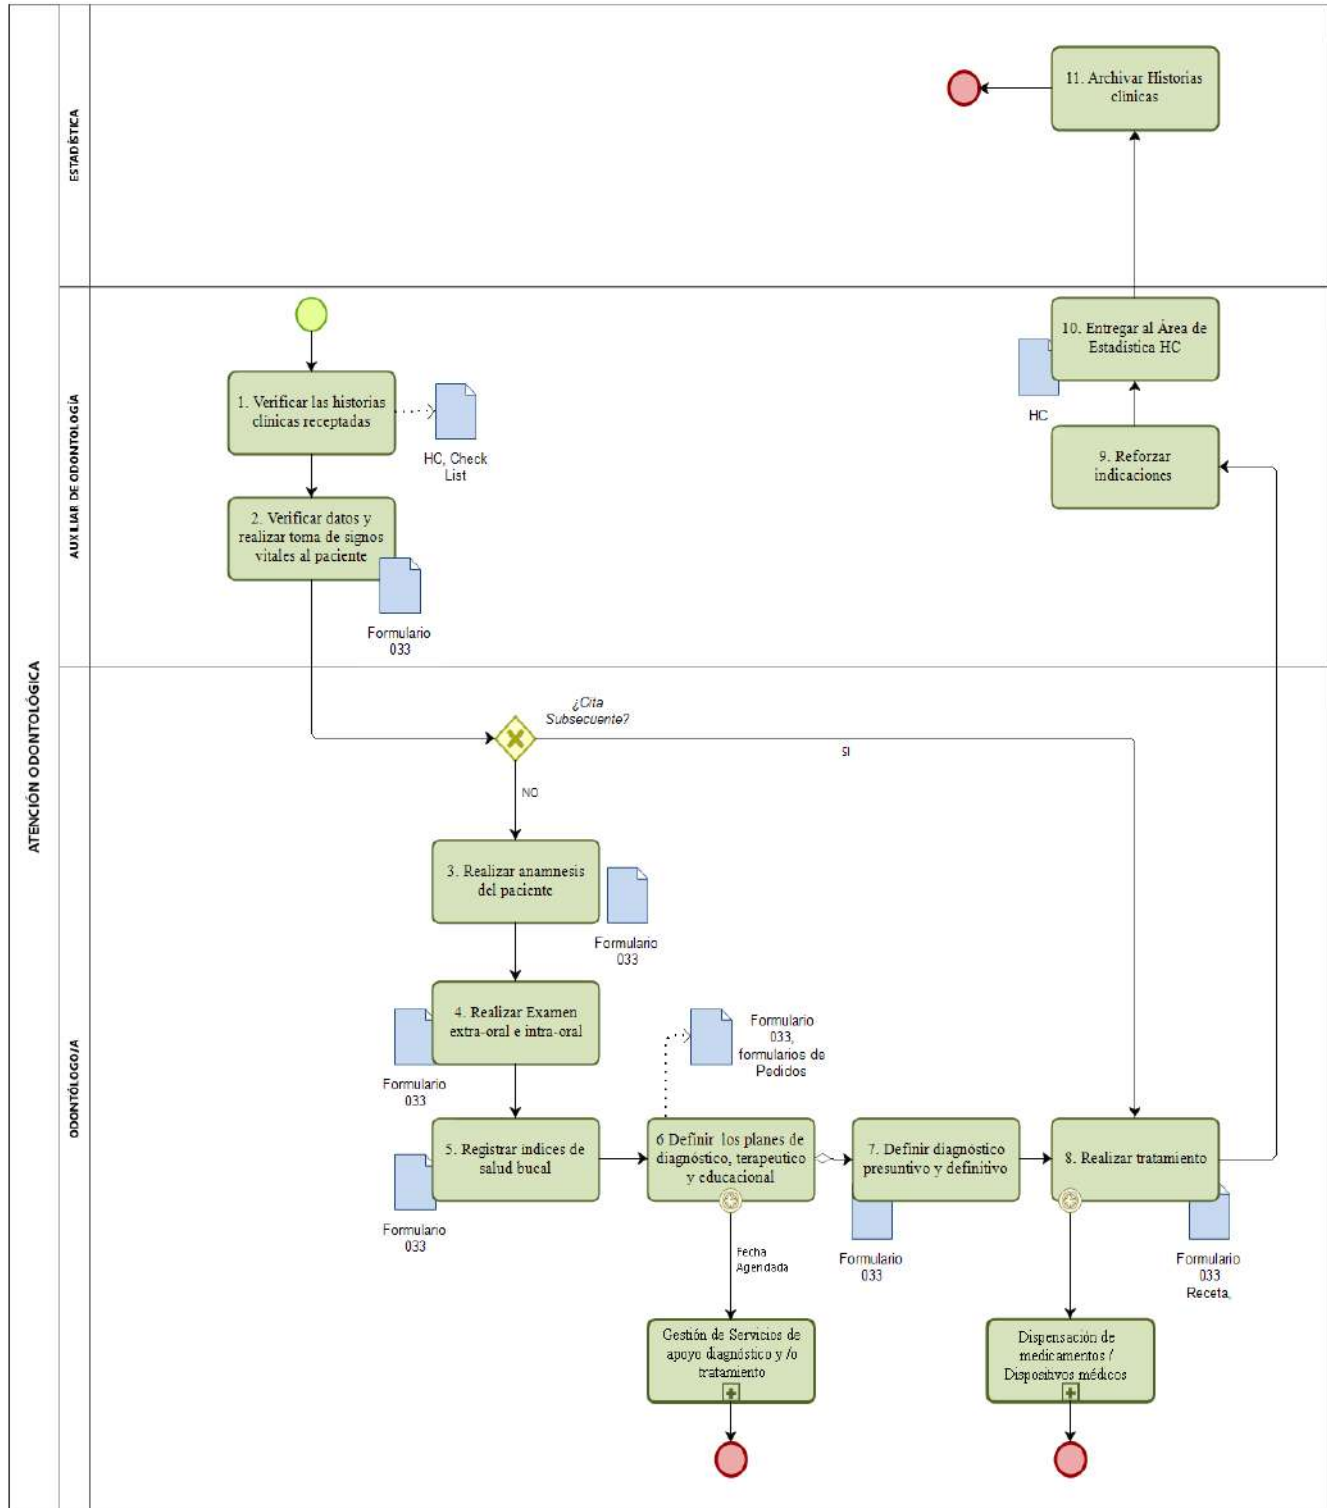 ATENCIÓN ODONTOLÓGICA
ESTADÍSTICA
11. Archivar Historias
clínicas
AUXILIAR DE ODONTOLOGÍA
1. Verificar las historias
clínicas receptadas
HC, Check
List
2. Verificar datos y
realizar toma de signos
vitales al paciente
Formulario
033
10. Entregar al Área de
Estadística HC
HC
9. Reforzar
indicaciones
ODONTÓLOGO/A
¿Cita
Subsecuente?
SI
NO
3. Realizar anamnesis
del paciente
Formulario
033
4. Realizar Examen
extra-oral e intra-oral
Formulario
033
5. Registrar índices de
salud bucal
Formulario
033
Formulario
033,
formularios de
Pedidos
6 Definir los planes de
diagnóstico, terapeutico
y educacional
7. Definir diagnóstico
presuntivo y definitivo
Formulario
033
8. Realizar tratamiento
Formulario
033
Receta,
Fecha
Agendada
Gestión de Servicios de
apoyo diagnóstico y /o
tratamiento
Dispensación de
medicamentos /
Dispositivos médicos